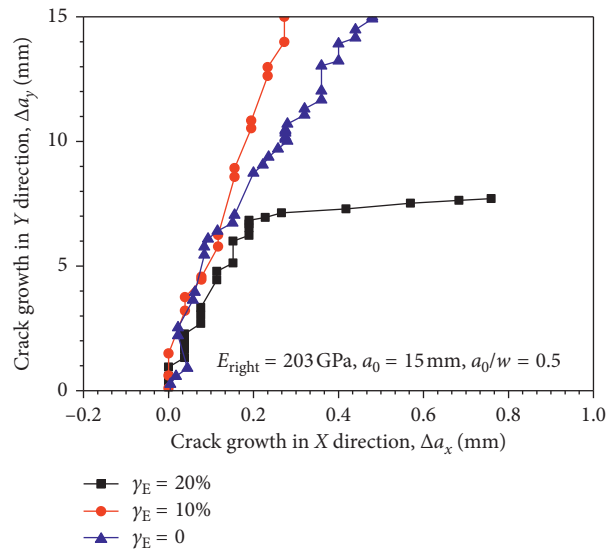 15
10
5
0
Crack growth in Y direction, Δa_y (mm)
E_right = 203 GPa, a_0 = 15 mm, a_0/w = 0.5
−0.2 0.0 0.2 0.4 0.6 0.8 1.0
Crack growth in X direction, Δa_x (mm)
γ_E = 20%
γ_E = 10%
γ_E = 0